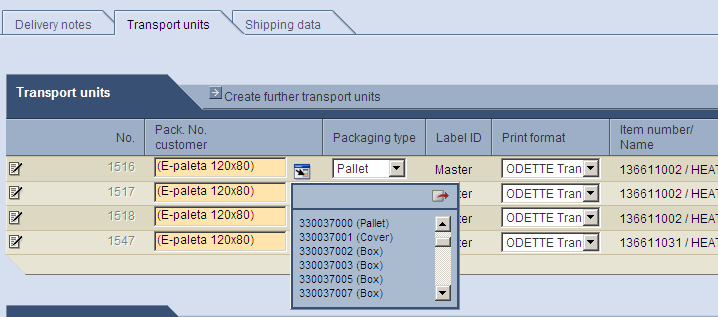 Delivery notes Transport units Shipping data
Transport units Create further transport units
No. Pack. No. customer Packaging type Label ID Print format Item number/ Name
1516 (E-paleta 120x80) Pallet Master ODETTE Tran 136611002 / HEAT
1517 (E-paleta 120x80) ODETTE Tran 136611002 / HEAT
1518 (E-paleta 120x80) ODETTE Tran 136611002 / HEAT
1547 (E-paleta 120x80) ODETTE Tran 136611031 / HEAT
330037000 (Pallet)
330037001 (Cover)
330037002 (Box)
330037003 (Box)
330037005 (Box)
330037007 (Box)